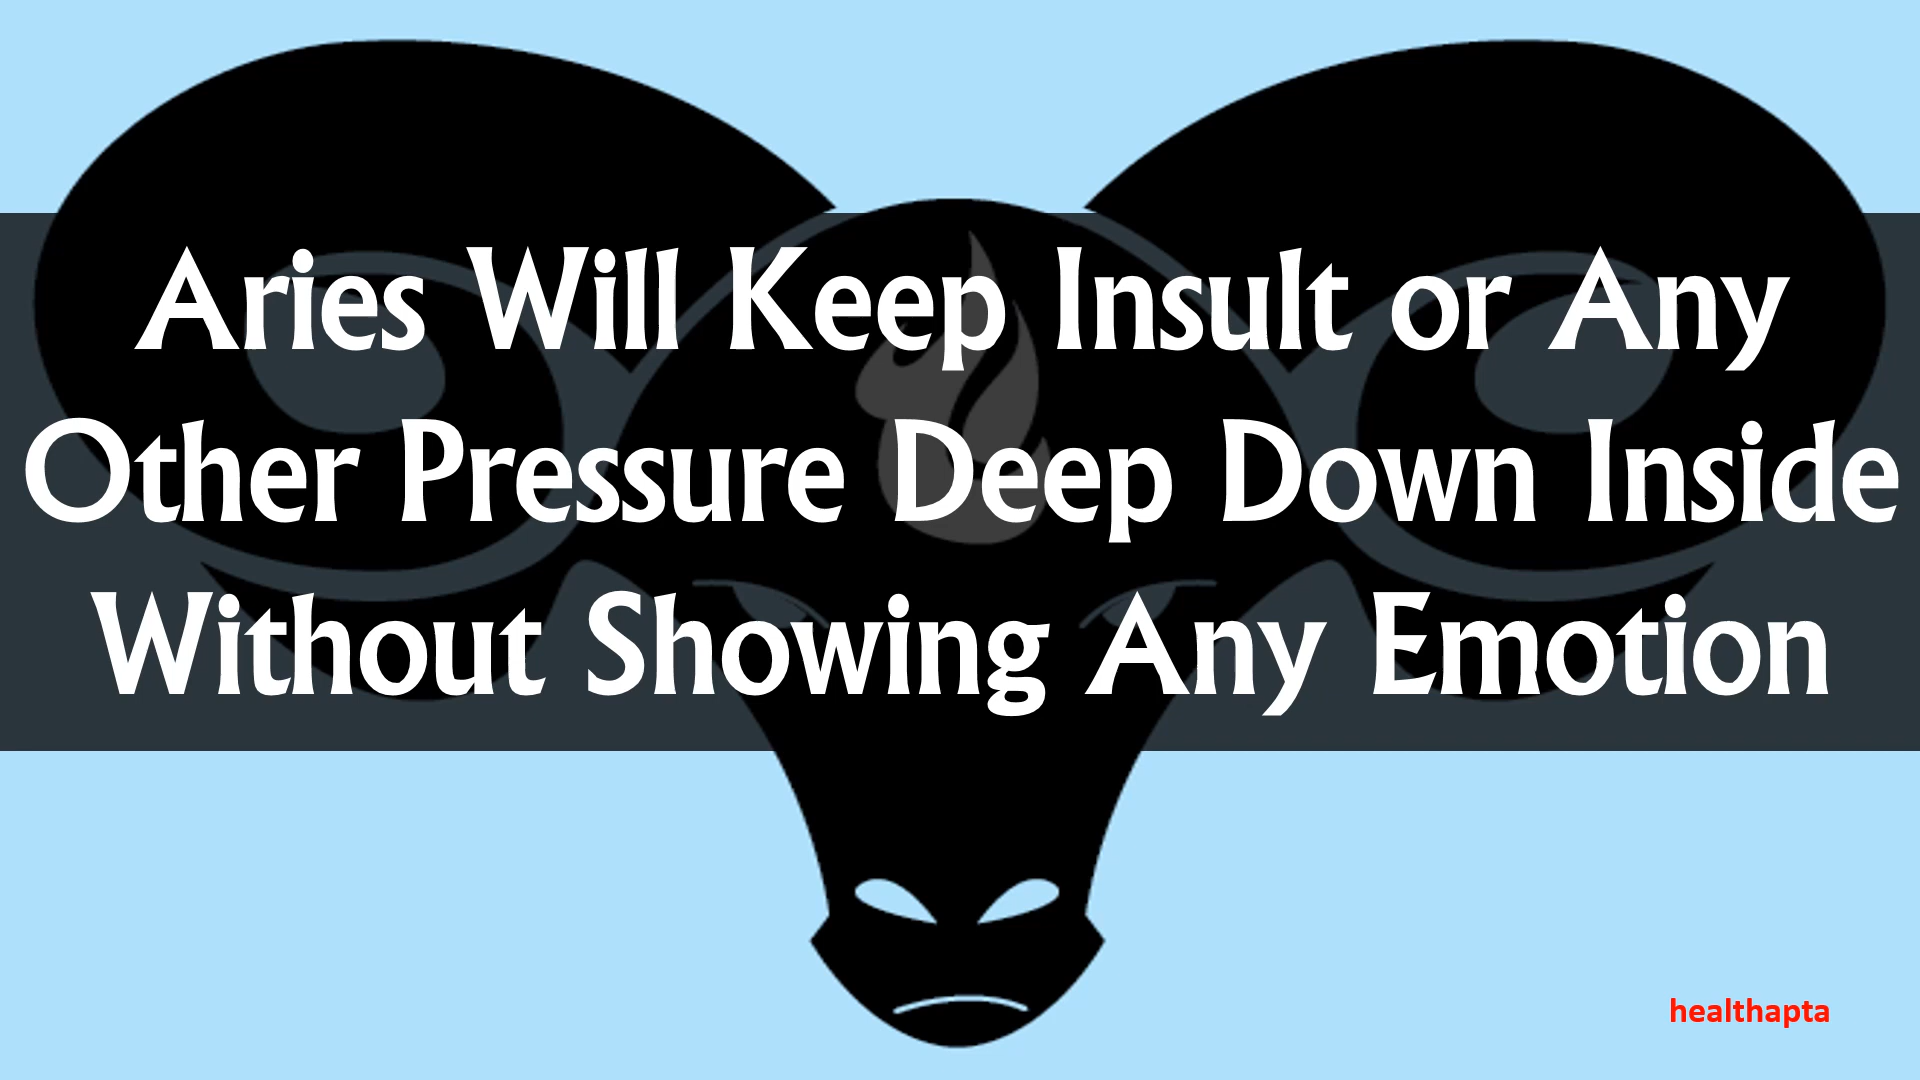 Aries Will Keep Insult or Any
Other Pressure Deep Down Inside
Without Showing Any Emotion
healthapta